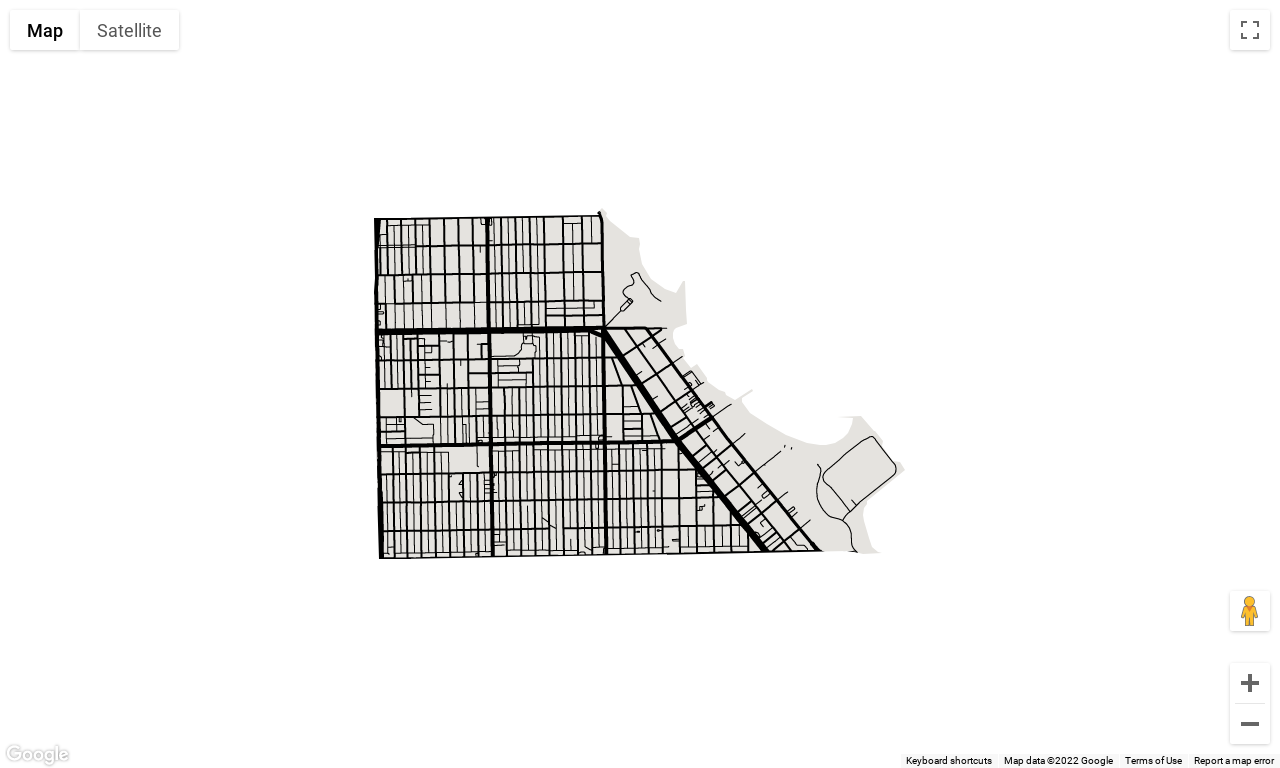 Map
Satellite
Google
Keyboard shortcuts
Map data ©2022 Google
Terms of Use
Report a map error